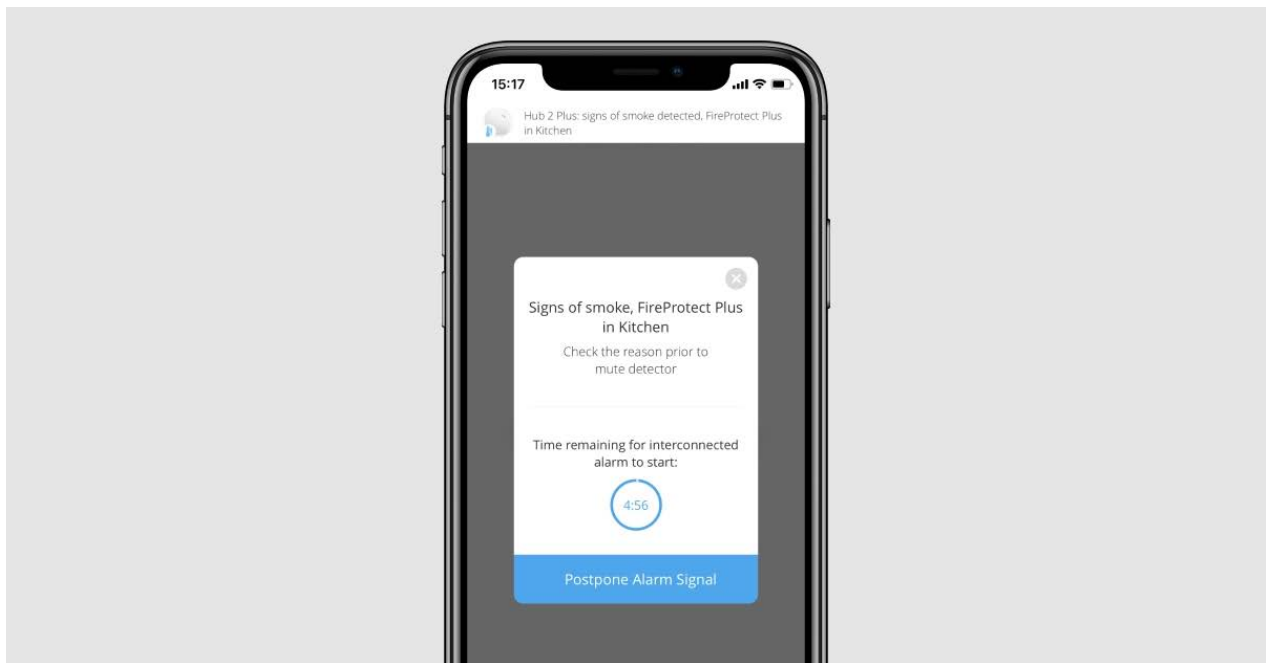 15:17
Hub 2 Plus: signs of smoke detected, FireProtect Plus
in Kitchen
Signs of smoke, FireProtect Plus
in Kitchen
Check the reason prior to
mute detector
Time remaining for interconnected
alarm to start:
4:56
Postpone Alarm Signal